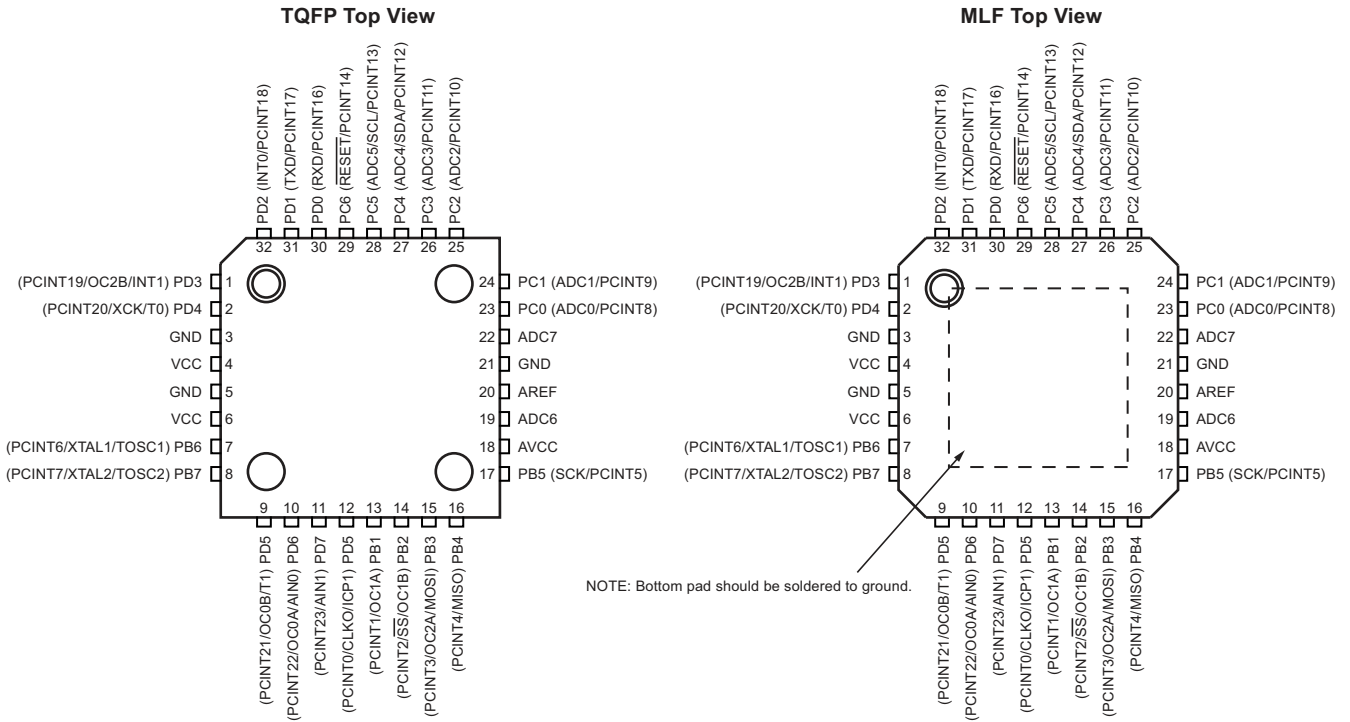 TQFP Top View
PD2 (INT0/PCINT18)
PD1 (TXD/PCINT17)
PD0 (RXD/PCINT16)
PC6 (RESET/PCINT14)
PC5 (ADC5/SCL/PCINT13)
PC4 (ADC4/SDA/PCINT12)
PC3 (ADC3/PCINT11)
PC2 (ADC2/PCINT10)
32 31 30 29 28 27 26 25
(PCINT19/OC2B/INT1) PD3 1
(PCINT20/XCK/T0) PD4 2
GND 3
VCC 4
GND 5
VCC 6
(PCINT6/XTAL1/TOSC1) PB6 7
(PCINT7/XTAL2/TOSC2) PB7 8
24 PC1 (ADC1/PCINT9)
23 PC0 (ADC0/PCINT8)
22 ADC7
21 GND
20 AREF
19 ADC6
18 AVCC
17 PB5 (SCK/PCINT5)
9 10 11 12 13 14 15 16
(PCINT21/OC0B/T1) PD5
(PCINT22/OC0A/AIN0) PD6
(PCINT23/AIN1) PD7
(PCINT0/CLKO/ICP1) PD5
(PCINT1/OC1A) PB1
(PCINT2/SS/OC1B) PB2
(PCINT3/OC2A/MOSI) PB3
(PCINT4/MISO) PB4
MLF Top View
PD2 (INT0/PCINT18)
PD1 (TXD/PCINT17)
PD0 (RXD/PCINT16)
PC6 (RESET/PCINT14)
PC5 (ADC5/SCL/PCINT13)
PC4 (ADC4/SDA/PCINT12)
PC3 (ADC3/PCINT11)
PC2 (ADC2/PCINT10)
32 31 30 29 28 27 26 25
(PCINT19/OC2B/INT1) PD3 1
(PCINT20/XCK/T0) PD4 2
GND 3
VCC 4
GND 5
VCC 6
(PCINT6/XTAL1/TOSC1) PB6 7
(PCINT7/XTAL2/TOSC2) PB7 8
24 PC1 (ADC1/PCINT9)
23 PC0 (ADC0/PCINT8)
22 ADC7
21 GND
20 AREF
19 ADC6
18 AVCC
17 PB5 (SCK/PCINT5)
9 10 11 12 13 14 15 16
(PCINT21/OC0B/T1) PD5
(PCINT22/OC0A/AIN0) PD6
(PCINT23/AIN1) PD7
(PCINT0/CLKO/ICP1) PD5
(PCINT1/OC1A) PB1
(PCINT2/SS/OC1B) PB2
(PCINT3/OC2A/MOSI) PB3
(PCINT4/MISO) PB4
NOTE: Bottom pad should be soldered to ground.